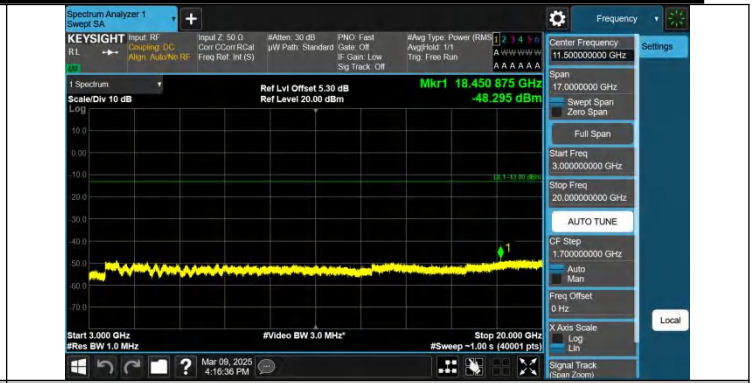 Spectrum Analyzer 1
Swept SA
+
Frequency
KEYSIGHT
RL
Input: RF
Coupling: DC
Align: Auto/No RF
Input Z: 50 Ω
Corr CCorr RCal
Freq Ref: Int (S)
#Atten: 30 dB
µW Path: Standard
PNO: Fast
Gate: Off
IF Gain: Low
Sig Track: Off
#Avg Type: Power (RMS
Avg|Hold: 1/1
Trig: Free Run
1 2 3 4 5 6
A W W W W W
A A A A A A
1 Spectrum
Scale/Div 10 dB
Log
Ref Lvl Offset 5.30 dB
Ref Level 20.00 dBm
Mkr1 18.450 875 GHz
-48.295 dBm
10.0
0.00
-10.0
-20.0
-30.0
-40.0
-50.0
-60.0
-70.0
DL1 -13.00 dBm
1
Start 3.000 GHz
#Res BW 1.0 MHz
#Video BW 3.0 MHz*
Stop 20.000 GHz
#Sweep ~1.00 s (40001 pts)
?
Mar 09, 2025
4:16:36 PM
Center Frequency
11.500000000 GHz
Settings
Span
17.0000000 GHz
Swept Span
Zero Span
Full Span
Start Freq
3.000000000 GHz
Stop Freq
20.000000000 GHz
AUTO TUNE
CF Step
1.700000000 GHz
Auto
Man
Freq Offset
0 Hz
X Axis Scale
Log
Lin
Signal Track
(Span Zoom)
Local